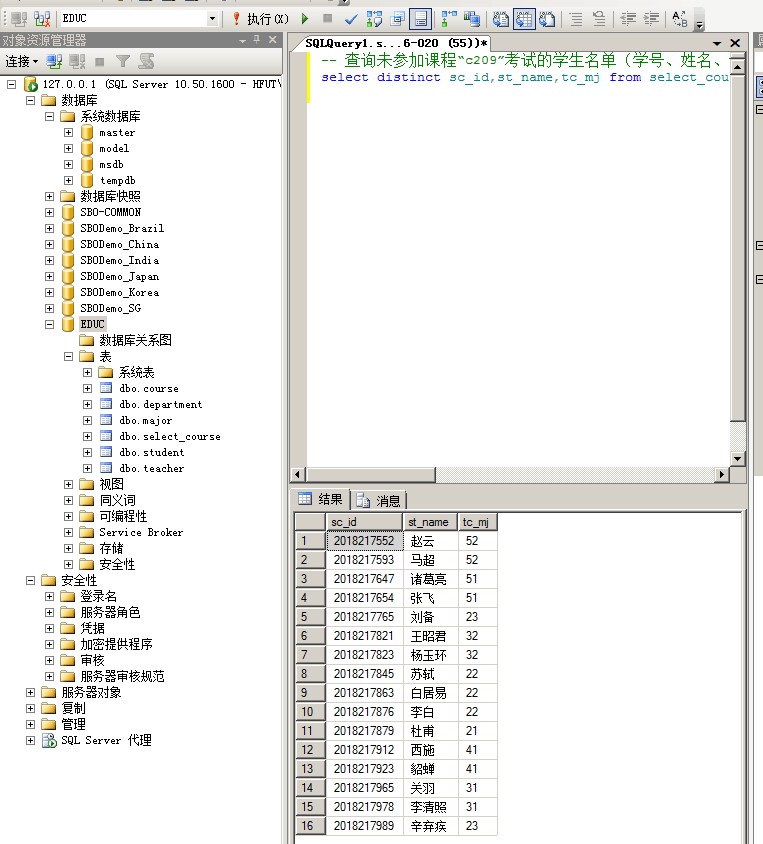 EDUC
执行(X)
对象资源管理器
连接
127.0.0.1 (SQL Server 10.50.1600 - HFUT
数据库
系统数据库
master
model
msdb
tempdb
数据库快照
SBO-COMMON
SBODemo_Brazil
SBODemo_China
SBODemo_India
SBODemo_Japan
SBODemo_Korea
SBODemo_SG
EDUC
数据库关系图
表
系统表
dbo.course
dbo.department
dbo.major
dbo.select_course
dbo.student
dbo.teacher
视图
同义词
可编程性
Service Broker
存储
安全性
安全性
登录名
服务器角色
凭据
加密提供程序
审核
服务器审核规范
服务器对象
复制
管理
SQL Server 代理
SQLQuery1.s...6-020 (55))*
-- 查询未参加课程“c209”考试的学生名单（学号、姓名、
select distinct sc_id,st_name,tc_mj from select_cou
结果 消息
sc_id st_name tc_mj
1 2018217552 赵云 52
2 2018217593 马超 52
3 2018217647 诸葛亮 51
4 2018217654 张飞 51
5 2018217765 刘备 23
6 2018217821 王昭君 32
7 2018217823 杨玉环 32
8 2018217845 苏轼 22
9 2018217863 白居易 22
10 2018217876 李白 22
11 2018217879 杜甫 21
12 2018217912 西施 41
13 2018217923 貂蝉 41
14 2018217965 关羽 31
15 2018217978 李清照 31
16 2018217989 辛弃疾 23